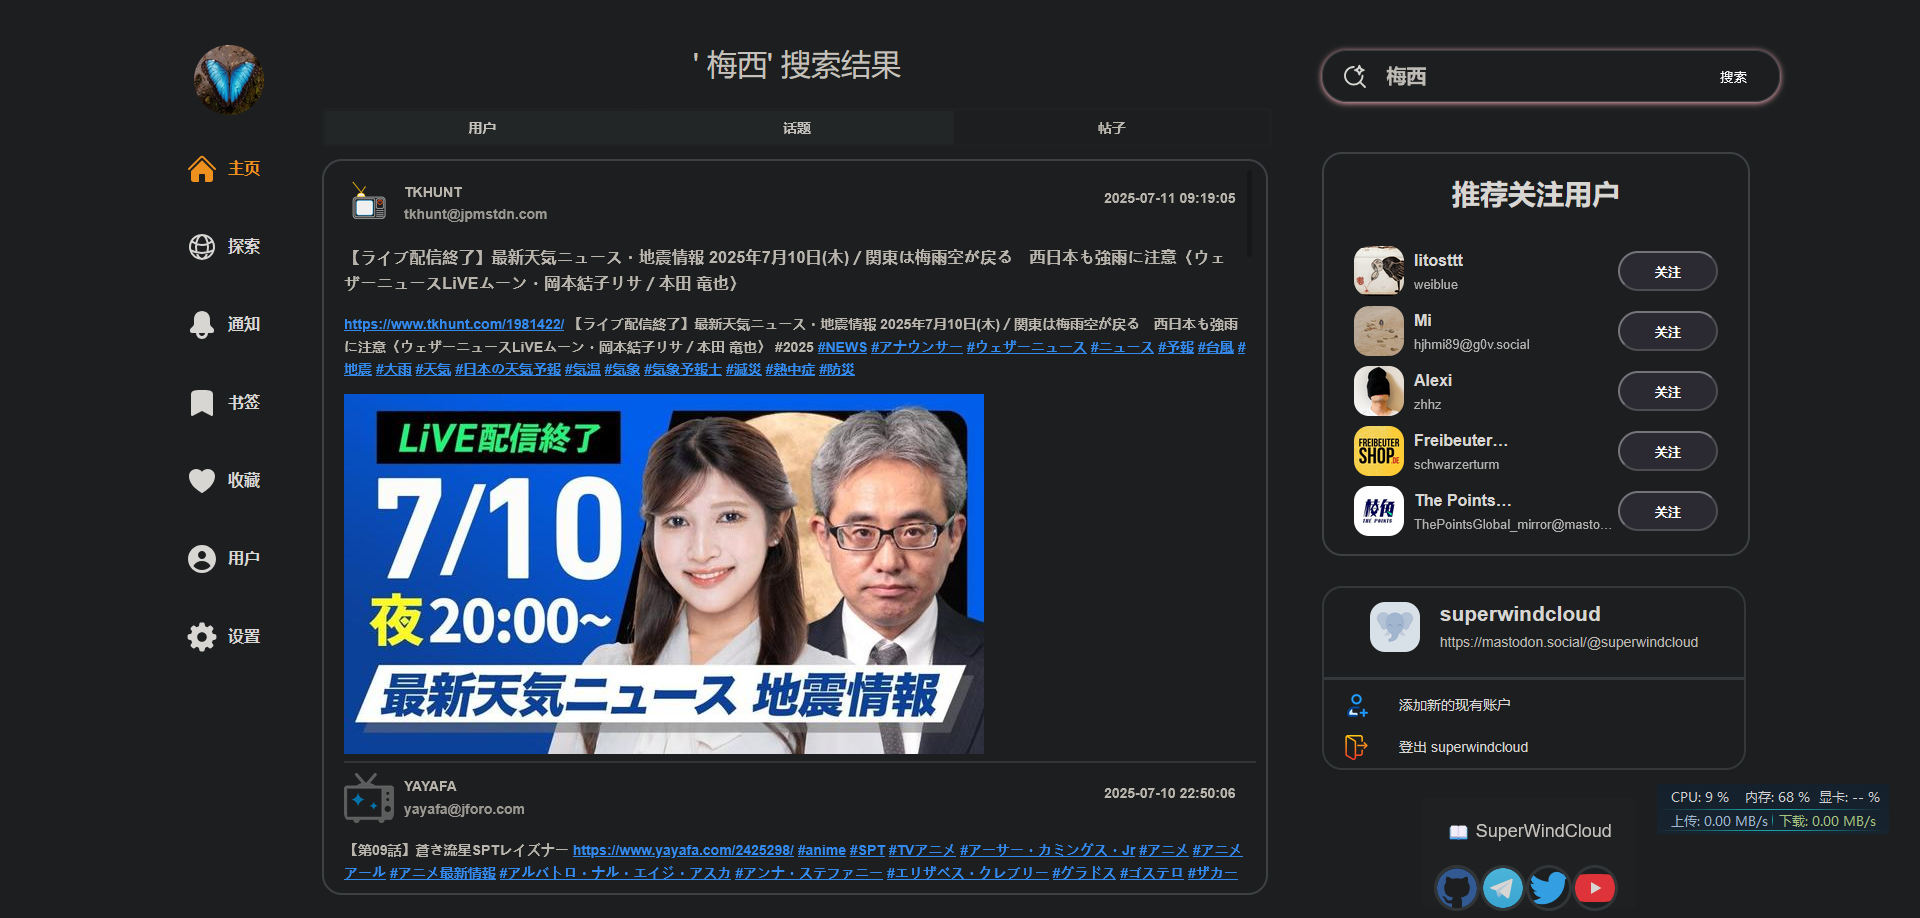 ' 梅西' 搜索结果
梅西
搜索
用户
话题
帖子
主页
探索
通知
书签
收藏
用户
设置
TKHUNT
tkhunt@jpmstdn.com
2025-07-11 09:19:05
【ライブ配信終了】最新天気ニュース・地震情報 2025年7月10日(木) / 関東は梅雨空が戻る　西日本も強雨に注意〈ウェ
ザーニュースLiVEムーン・岡本結子リサ / 本田 竜也〉
https://www.tkhunt.com/1981422/ 【ライブ配信終了】最新天気ニュース・地震情報 2025年7月10日(木) / 関東は梅雨空が戻る　西日本も強雨
に注意〈ウェザーニュースLiVEムーン・岡本結子リサ / 本田 竜也〉 #2025 #NEWS #アナウンサー #ウェザーニュース #ニュース #予報 #台風 #
地震 #大雨 #天気 #日本の天気予報 #気温 #気象 #気象予報士 #減災 #熱中症 #防災
LiVE配信終了
7/10
夜20:00~
最新天気ニュース 地震情報
YAYAFA
yayafa@jforo.com
2025-07-10 22:50:06
【第09話】蒼き流星SPTレイズナー https://www.yayafa.com/2425298/ #anime #SPT #TVアニメ #アーサー・カミングス・Jr #アニメ #アニメ
アール #アニメ最新情報 #アルバトロ・ナル・エイジ・アスカ #アンナ・ステファニー #エリザベス・クレブリー #グラドス #ゴステロ #ザカー
推荐关注用户
litosttt
weiblue
关注
Mi
hjhmi89@g0v.social
关注
Alexi
zhhz
关注
FREIBEUTER
SHOP.DE
Freibeuter…
schwarzerturm
关注
THE POINTS
The Points…
ThePointsGlobal_mirror@masto…
关注
superwindcloud
https://mastodon.social/@superwindcloud
添加新的现有账户
登出 superwindcloud
CPU: 9 % 内存: 68 % 显卡: -- %
上传: 0.00 MB/s 下载: 0.00 MB/s
SuperWindCloud